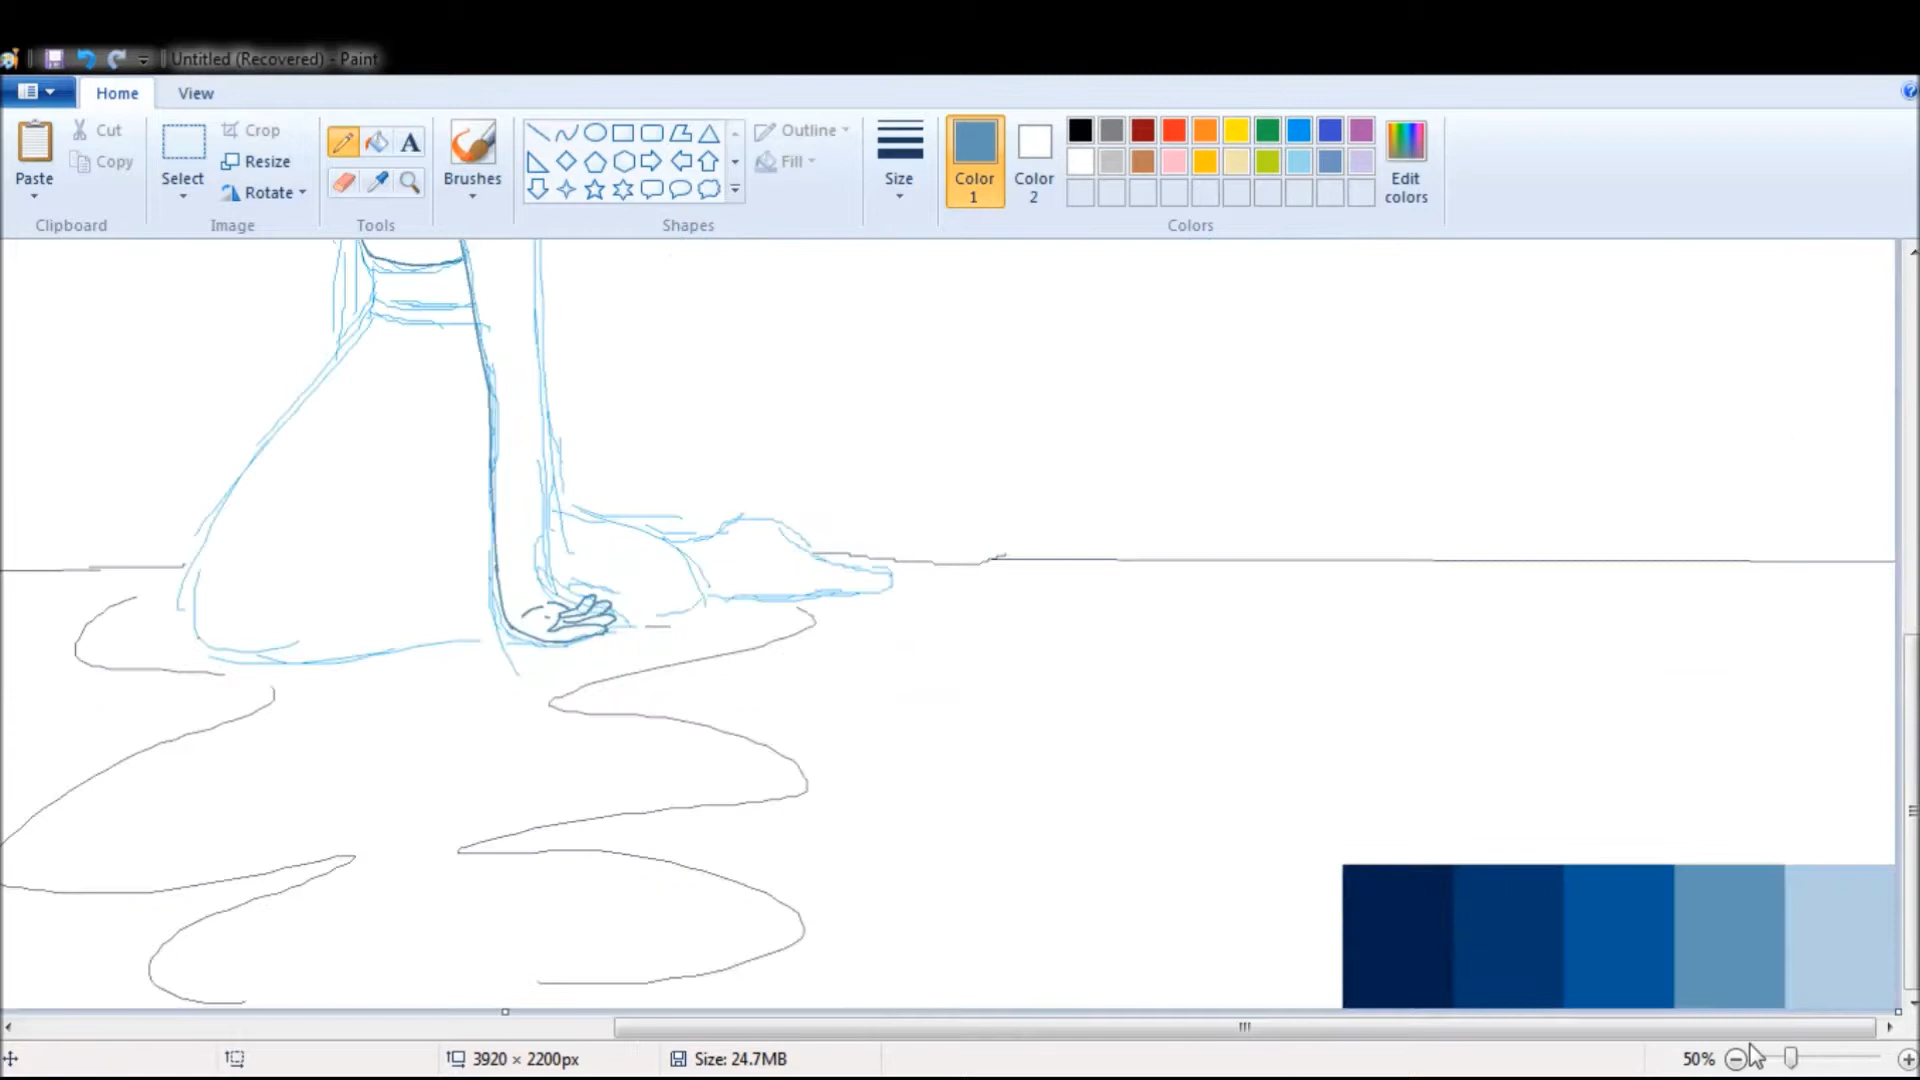 Untitled (Recovered) - Paint
Home View
Cut Crop Outline
Copy Resize A Fill
Paste Select Rotate Brushes Size Color 1 Color 2 Edit colors
Clipboard Image Tools Shapes Colors
3920 × 2200px Size: 24.7MB 50%